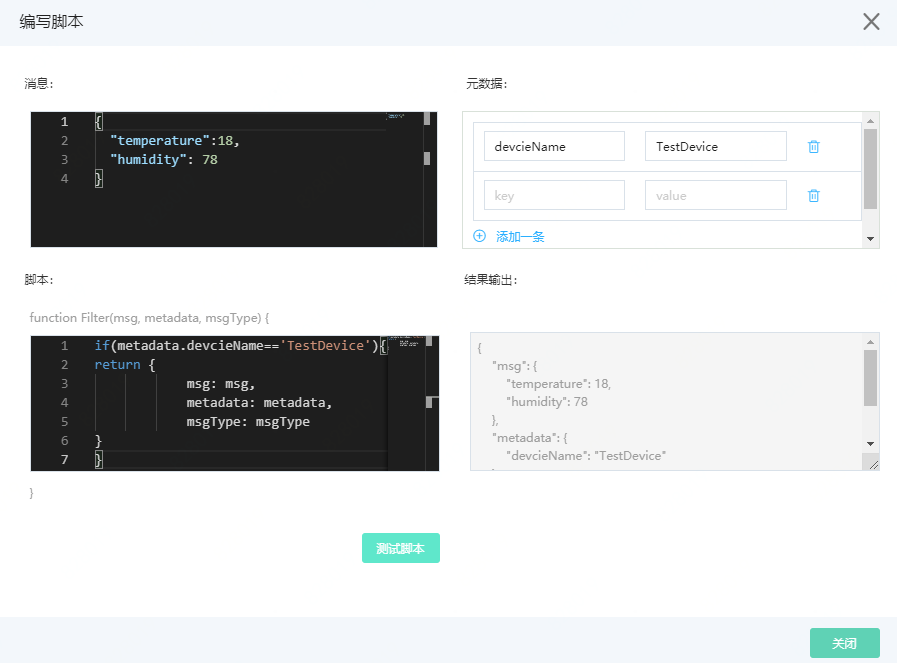 编写脚本
消息:
1 {
2 "temperature":18,
3 "humidity": 78
4 }
元数据:
devcieName TestDevice
key value
添加一条
脚本:
function Filter(msg, metadata, msgType) {
1 if(metadata.devcieName=='TestDevice'){
2 return {
3 msg: msg,
4 metadata: metadata,
5 msgType: msgType
6 }
7 }
}
结果输出:
{
"msg": {
"temperature": 18,
"humidity": 78
},
"metadata": {
"devcieName": "TestDevice"
测试脚本
关闭